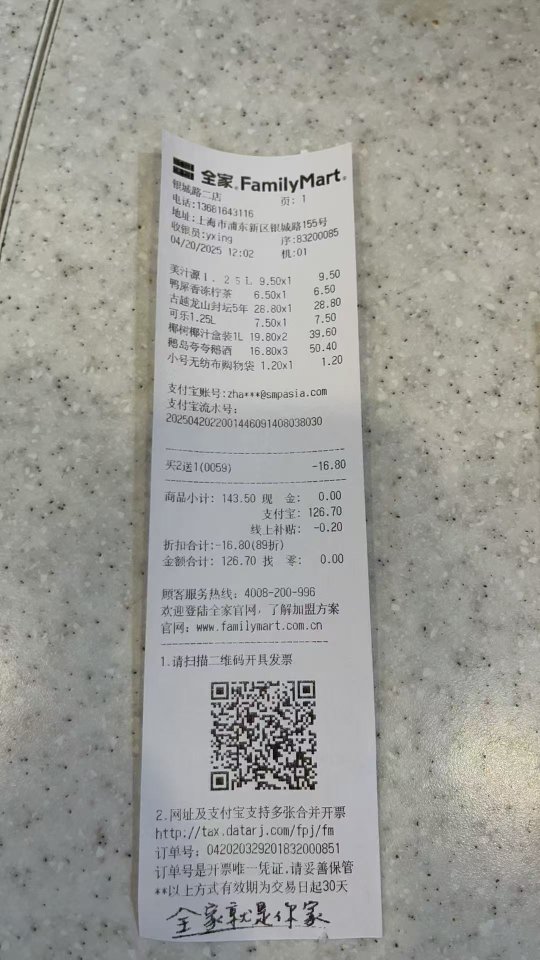 全家 FamilyMart
银城路二店 页: 1
电话:13681643116
地址:上海市浦东新区银城路155号
收银员:yxing 序:83200085
04/20/2025 12:02 机:01
美汁源1.25L 9.50x1 9.50
鸭屎香冻柠茶 6.50x1 6.50
古越龙山封坛5年 28.80x1 28.80
可乐1.25L 7.50x1 7.50
椰树椰汁盒装1L 19.80x2 39.60
鹅岛夸夸鹅酒 16.80x3 50.40
小号无纺布购物袋 1.20x1 1.20
支付宝账号:zha***@smpasia.com
支付宝流水号:
2025042022001446091408038030
买2送1(0059) -16.80
商品小计: 143.50 现 金: 0.00
支付宝: 126.70
线上补贴: -0.20
折扣合计:-16.80(89折)
金额合计: 126.70 找 零: 0.00
顾客服务热线: 4008-200-996
欢迎登陆全家官网，了解加盟方案
官网: www.familymart.com.cn
1.请扫描二维码开具发票
2.网址及支付宝支持多张合并开票
http://tax.datarj.com/fpj/fm
订单号: 042020329201832000851
订单号是开票唯一凭证,请妥善保管
**以上方式有效期为交易日起30天
全家就是你家